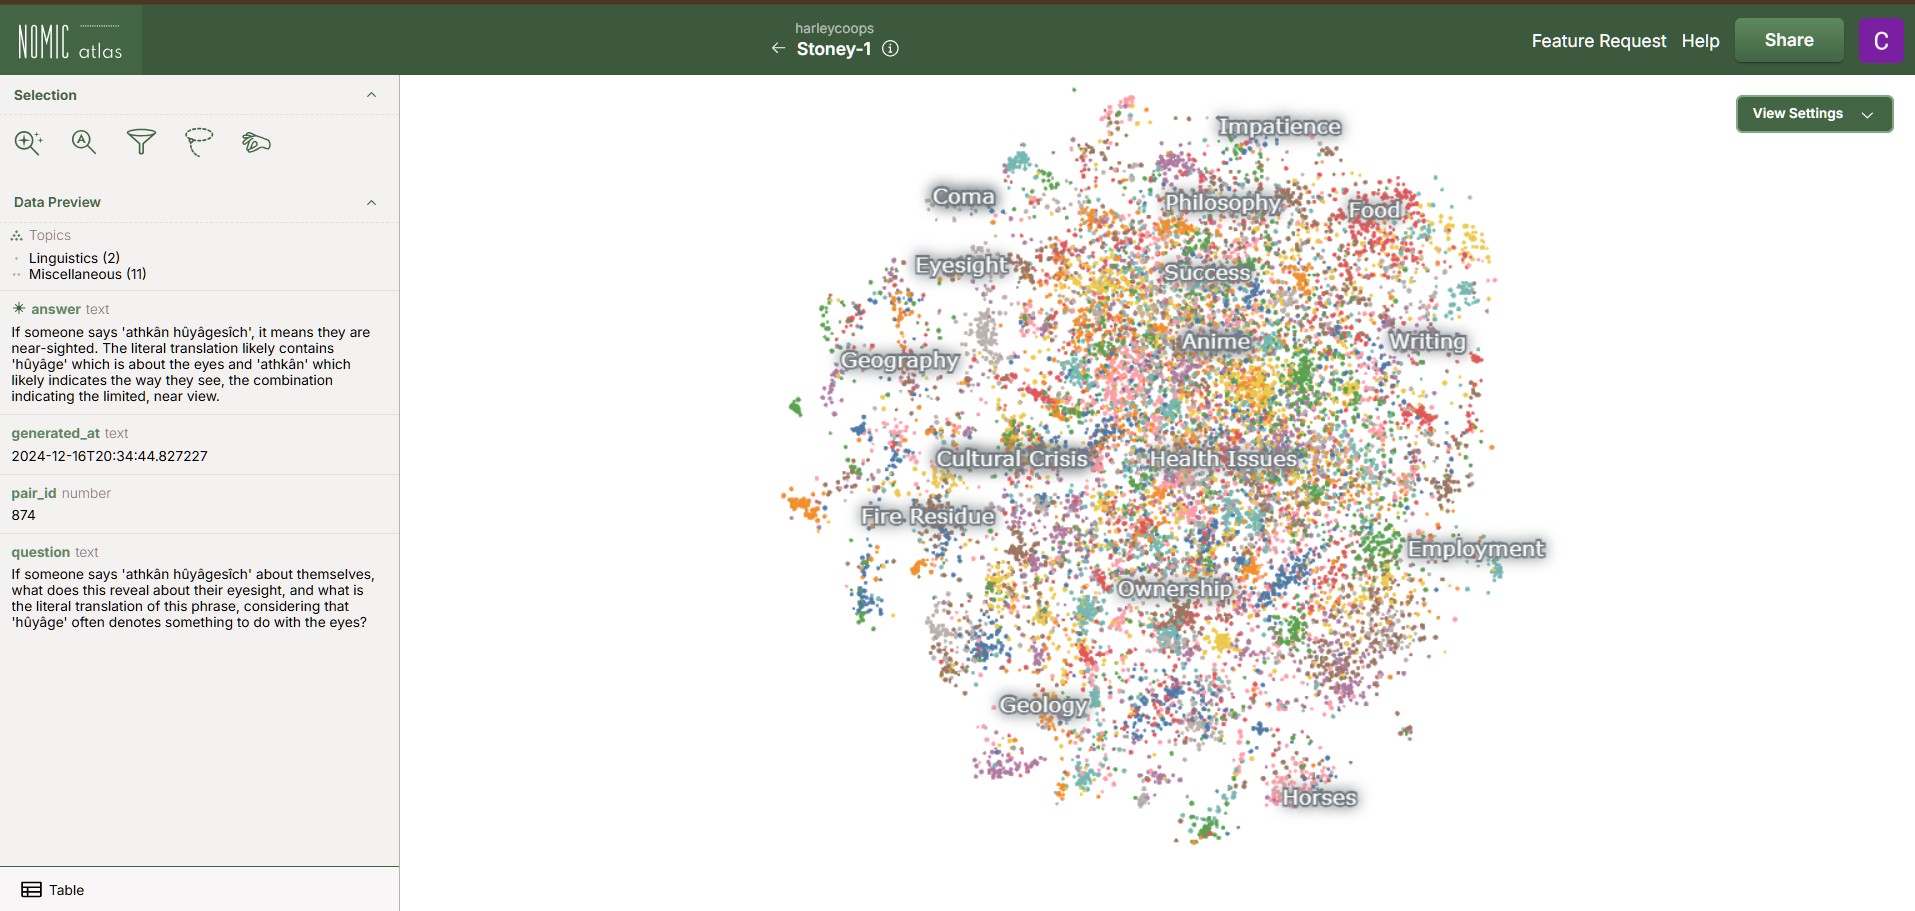 NOMIC atlas
harleycoops
← Stoney-1
Feature Request
Help
Share
C
Selection
Data Preview
Topics
Linguistics (2)
Miscellaneous (11)
answer text
If someone says 'athkân hûyâgesîch', it means they are
near-sighted. The literal translation likely contains
'hûyâge' which is about the eyes and 'athkân' which
likely indicates the way they see, the combination
indicating the limited, near view.
generated_at text
2024-12-16T20:34:44.827227
pair_id number
874
question text
If someone says 'athkân hûyâgesîch' about themselves,
what does this reveal about their eyesight, and what is
the literal translation of this phrase, considering that
'hûyâge' often denotes something to do with the eyes?
Table
View Settings
Impatience
Coma
Philosophy
Food
Eyesight
Success
Anime
Writing
Geography
Cultural Crisis
Health Issues
Fire Residue
Employment
Ownership
Geology
Horses